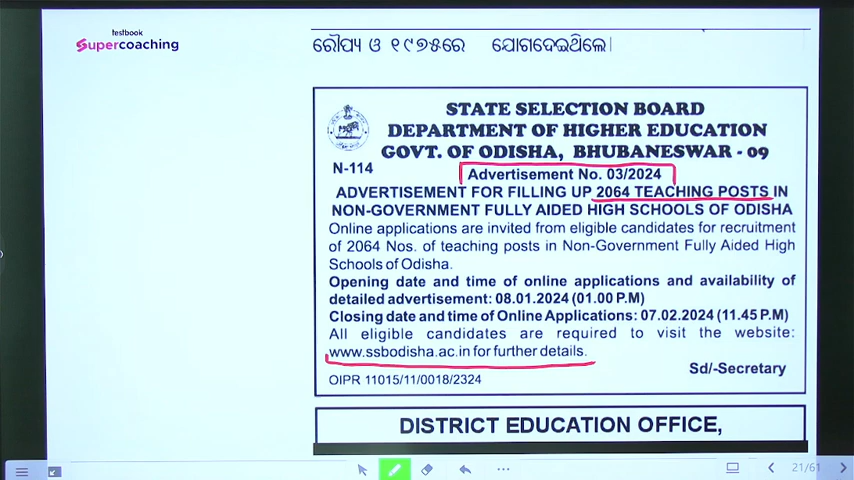 testbook
Supercoaching
ରୌପ୍ୟ ଓ ୧୯୭୫ରେ ଯୋଗଦେଇଥିଲେ|
STATE SELECTION BOARD
DEPARTMENT OF HIGHER EDUCATION
GOVT. OF ODISHA, BHUBANESWAR - 09
N-114
Advertisement No. 03/2024
ADVERTISEMENT FOR FILLING UP 2064 TEACHING POSTS IN
NON-GOVERNMENT FULLY AIDED HIGH SCHOOLS OF ODISHA
Online applications are invited from eligible candidates for recruitment
of 2064 Nos. of teaching posts in Non-Government Fully Aided High
Schools of Odisha.
Opening date and time of online applications and availability of
detailed advertisement: 08.01.2024 (01.00 P.M)
Closing date and time of Online Applications: 07.02.2024 (11.45 P.M)
All eligible candidates are required to visit the website:
www.ssbodisha.ac.in for further details.
Sd/-Secretary
OIPR 11015/11/0018/2324
DISTRICT EDUCATION OFFICE,
21/61